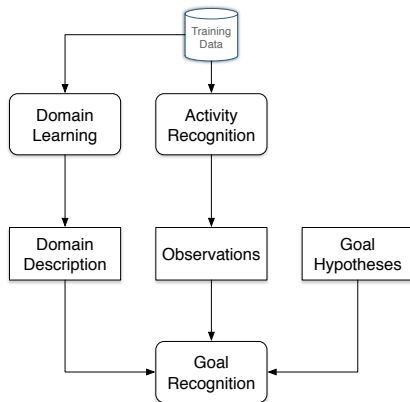 Training
Data
Domain
Learning
Activity
Recognition
Domain
Description
Observations
Goal
Hypotheses
Goal
Recognition